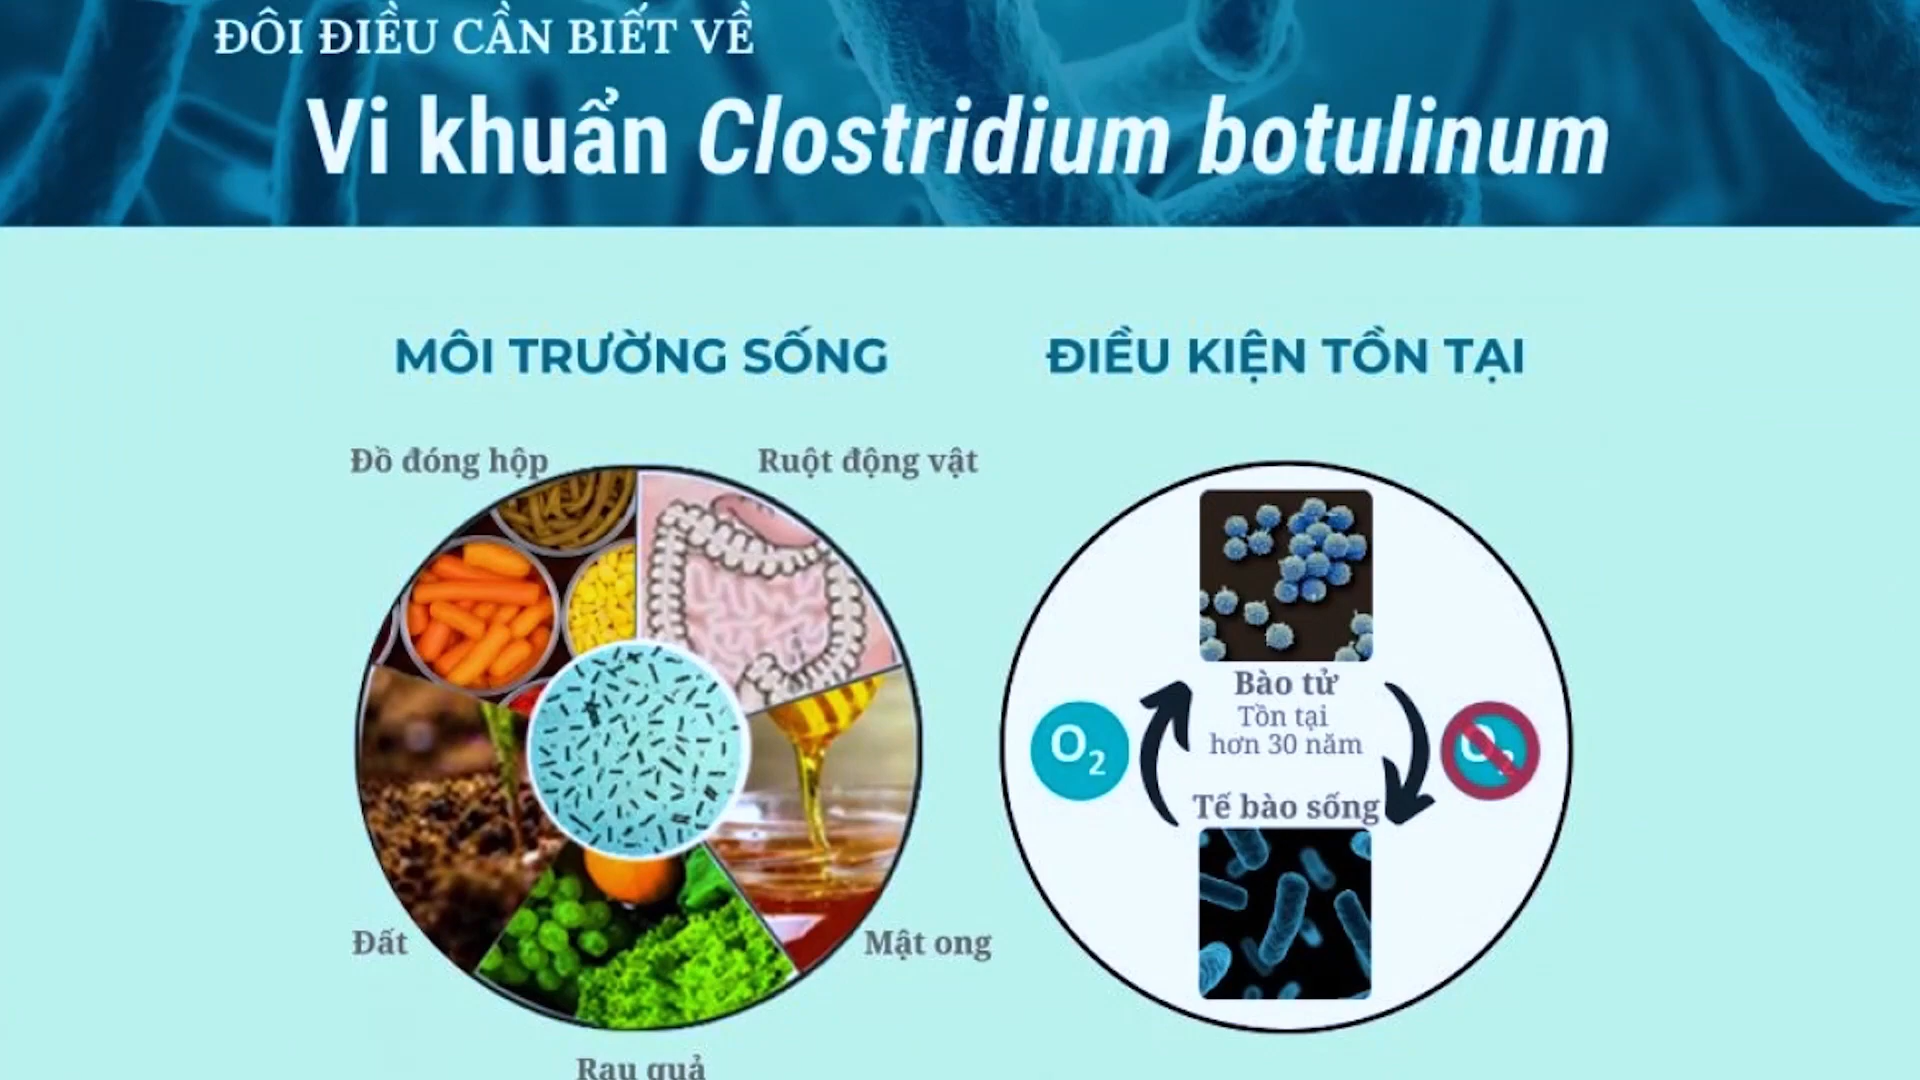 ĐÔI ĐIỀU CẦN BIẾT VỀ
Vi khuẩn Clostridium botulinum
MÔI TRƯỜNG SỐNG
Đồ đóng hộp
Ruột động vật
Đất
Mật ong
Rau quả
ĐIỀU KIỆN TỒN TẠI
Bào tử
Tồn tại
hơn 30 năm
O₂
O₂
Tế bào sống